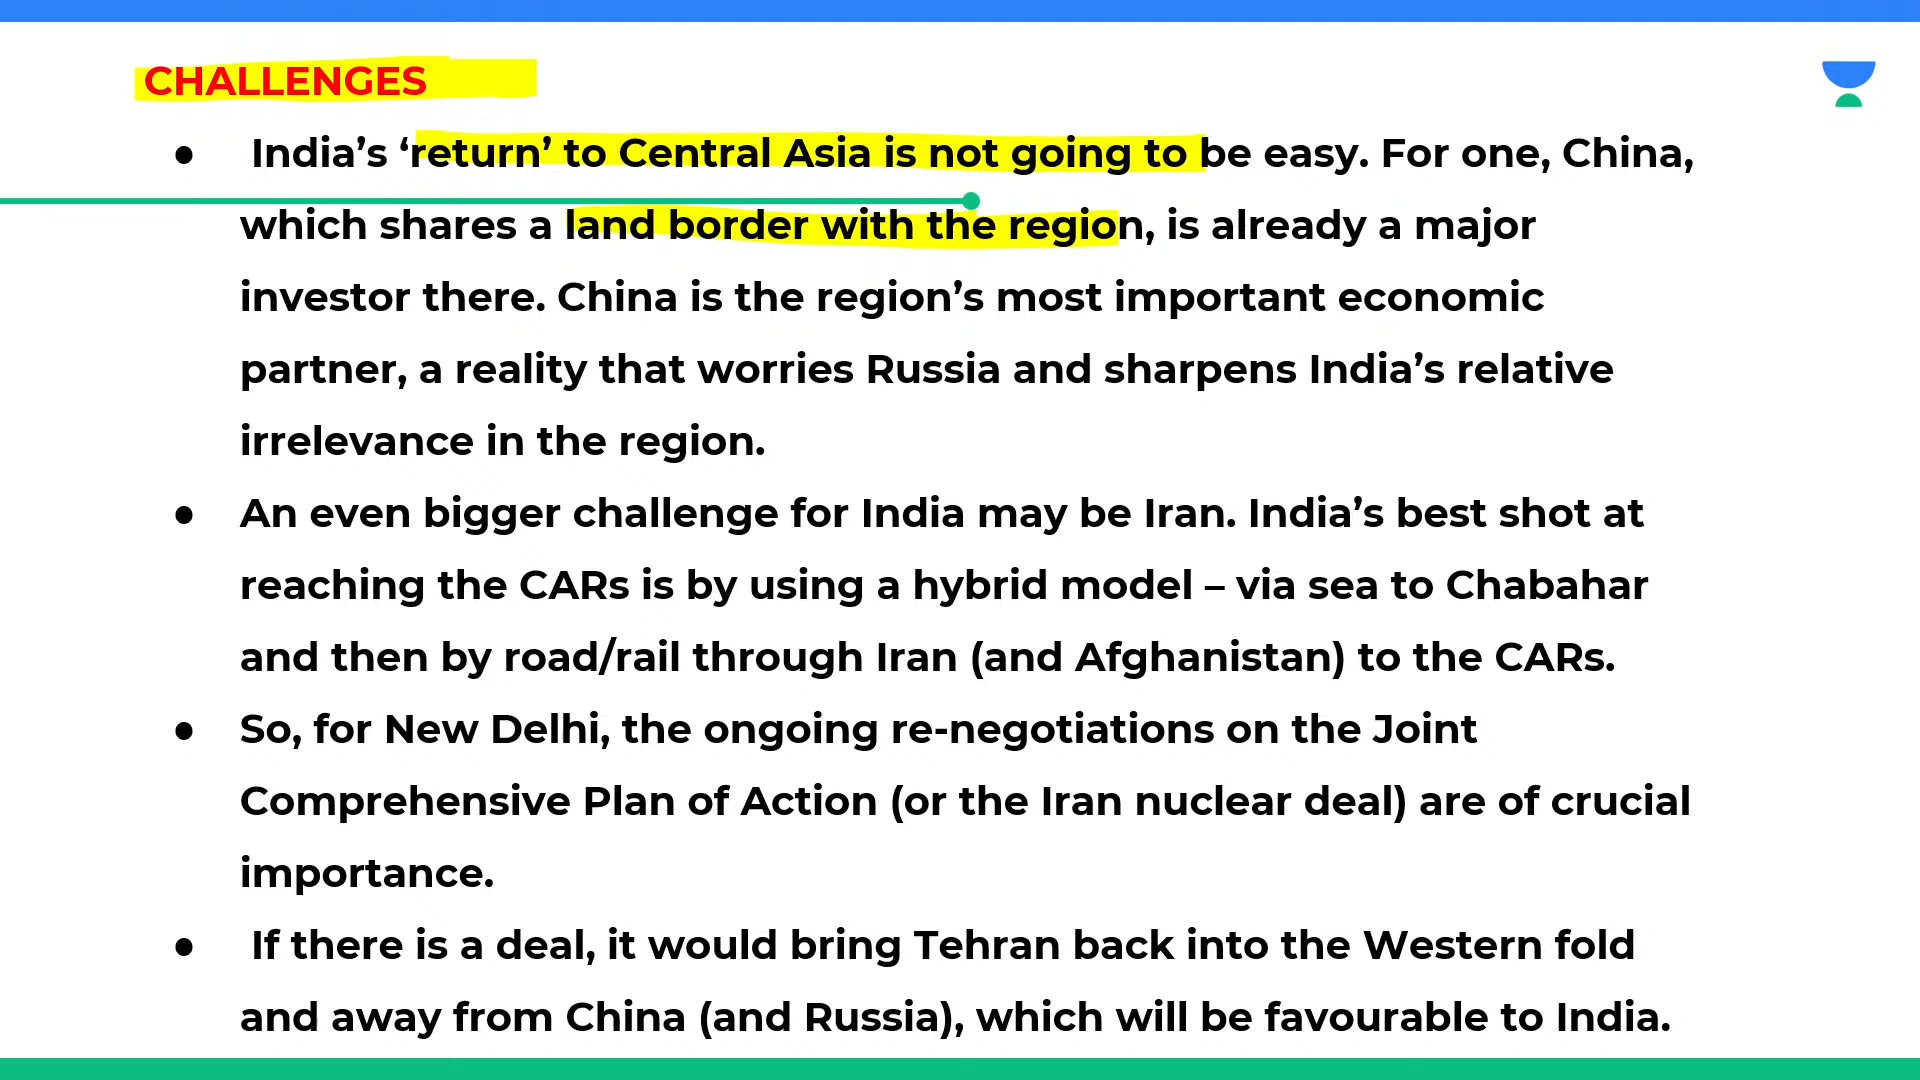 CHALLENGES
● India’s ‘return’ to Central Asia is not going to be easy. For one, China,
which shares a land border with the region, is already a major
investor there. China is the region’s most important economic
partner, a reality that worries Russia and sharpens India’s relative
irrelevance in the region.
● An even bigger challenge for India may be Iran. India’s best shot at
reaching the CARs is by using a hybrid model – via sea to Chabahar
and then by road/rail through Iran (and Afghanistan) to the CARs.
● So, for New Delhi, the ongoing re-negotiations on the Joint
Comprehensive Plan of Action (or the Iran nuclear deal) are of crucial
importance.
● If there is a deal, it would bring Tehran back into the Western fold
and away from China (and Russia), which will be favourable to India.